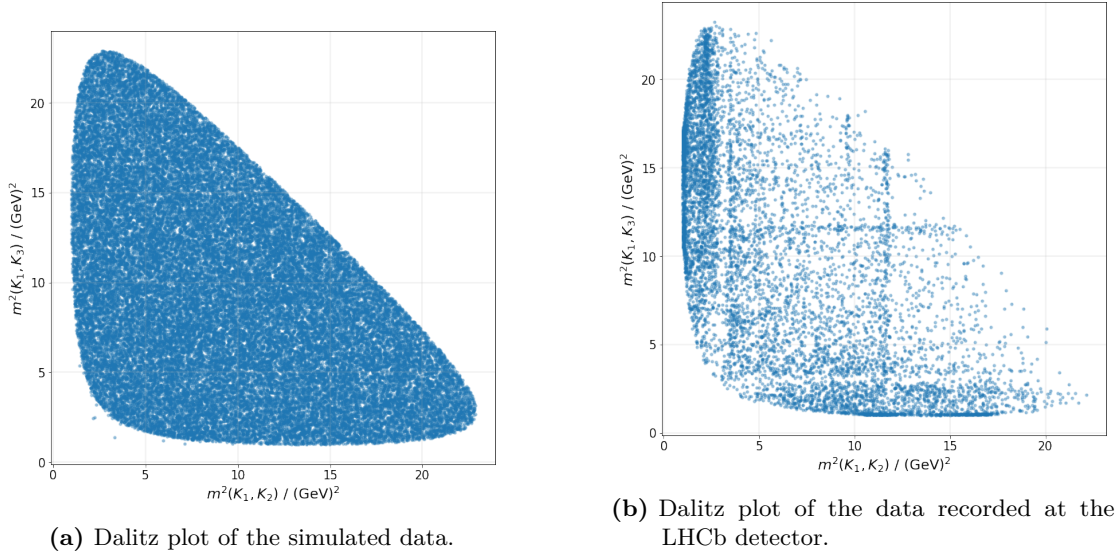 20
15
10
5
0
m²(K₁, K₃) / (GeV)²
0
5
10
15
20
m²(K₁, K₂) / (GeV)²
(a) Dalitz plot of the simulated data.
20
15
10
5
0
m²(K₁, K₃) / (GeV)²
0
5
10
15
20
m²(K₁, K₂) / (GeV)²
(b) Dalitz plot of the data recorded at the
LHCb detector.